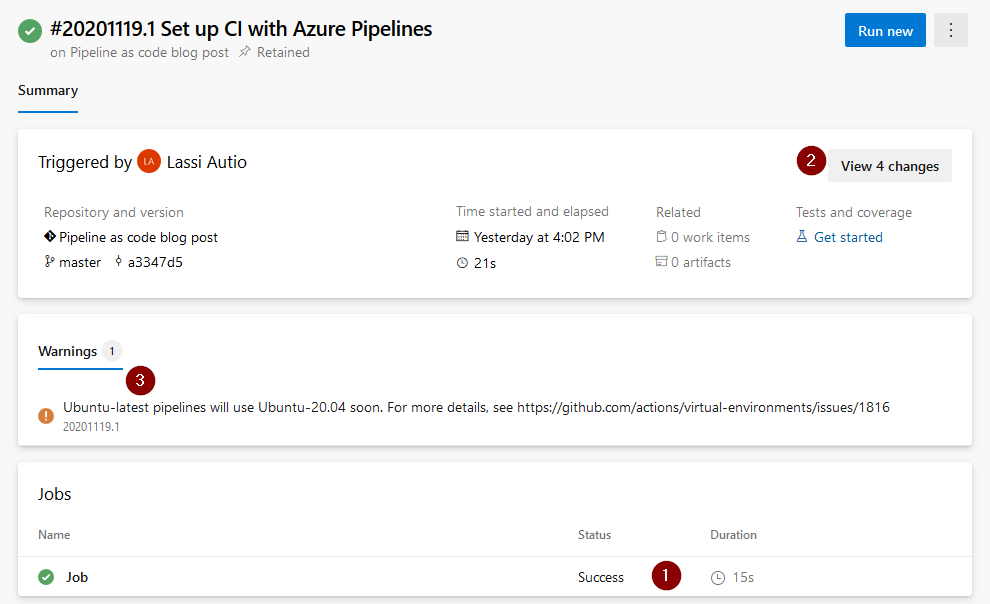 #20201119.1 Set up CI with Azure Pipelines
Run new
on Pipeline as code blog post Retained
Summary
Triggered by LA Lassi Autio
2 View 4 changes
Repository and version
Time started and elapsed
Related
Tests and coverage
Pipeline as code blog post
Yesterday at 4:02 PM
0 work items
Get started
master a3347d5
21s
0 artifacts
Warnings 1
3
Ubuntu-latest pipelines will use Ubuntu-20.04 soon. For more details, see https://github.com/actions/virtual-environments/issues/1816
20201119.1
Jobs
Name Status Duration
Job Success 1 15s